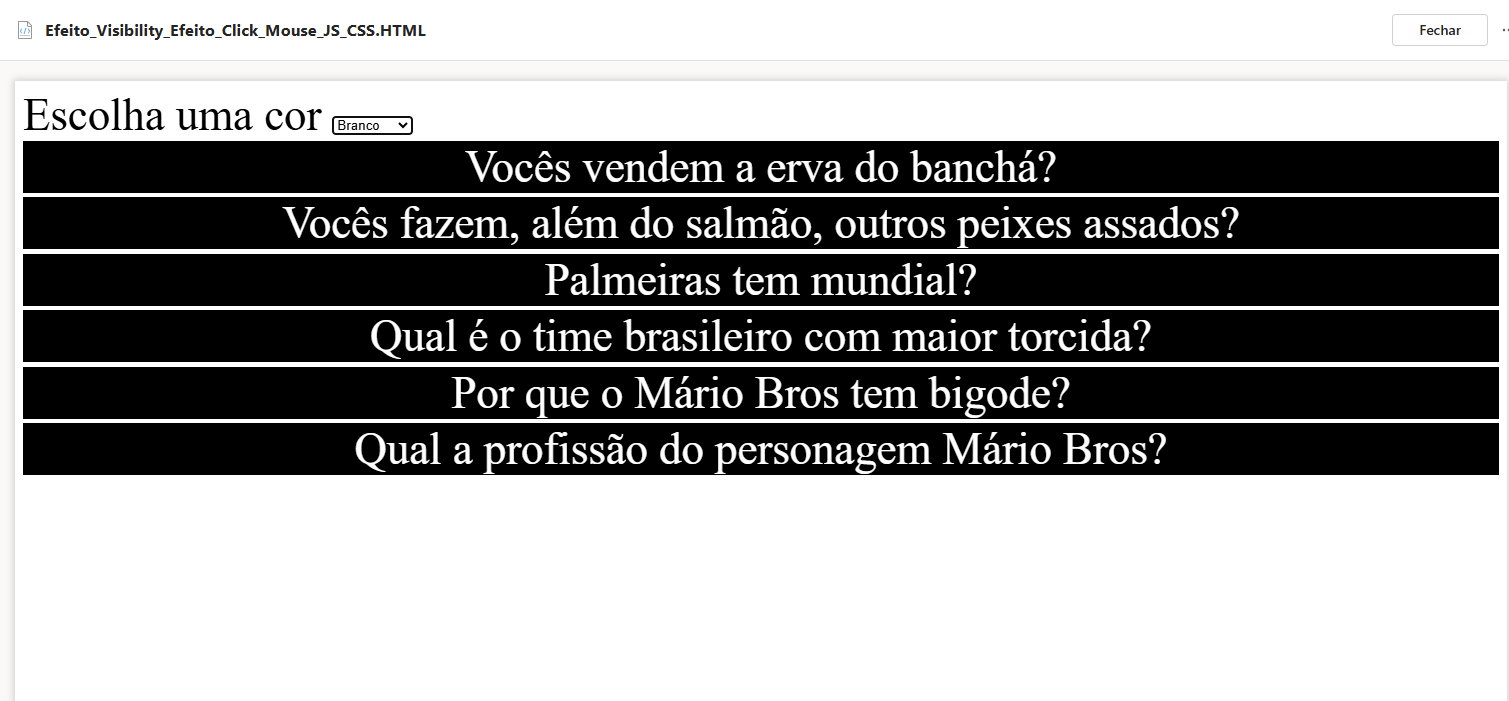 Efeito_Visibility_Efeito_Click_Mouse_JS_CSS.HTML
Fechar
Escolha uma cor Branco
Vocês vendem a erva do banchá?
Vocês fazem, além do salmão, outros peixes assados?
Palmeiras tem mundial?
Qual é o time brasileiro com maior torcida?
Por que o Mário Bros tem bigode?
Qual a profissão do personagem Mário Bros?